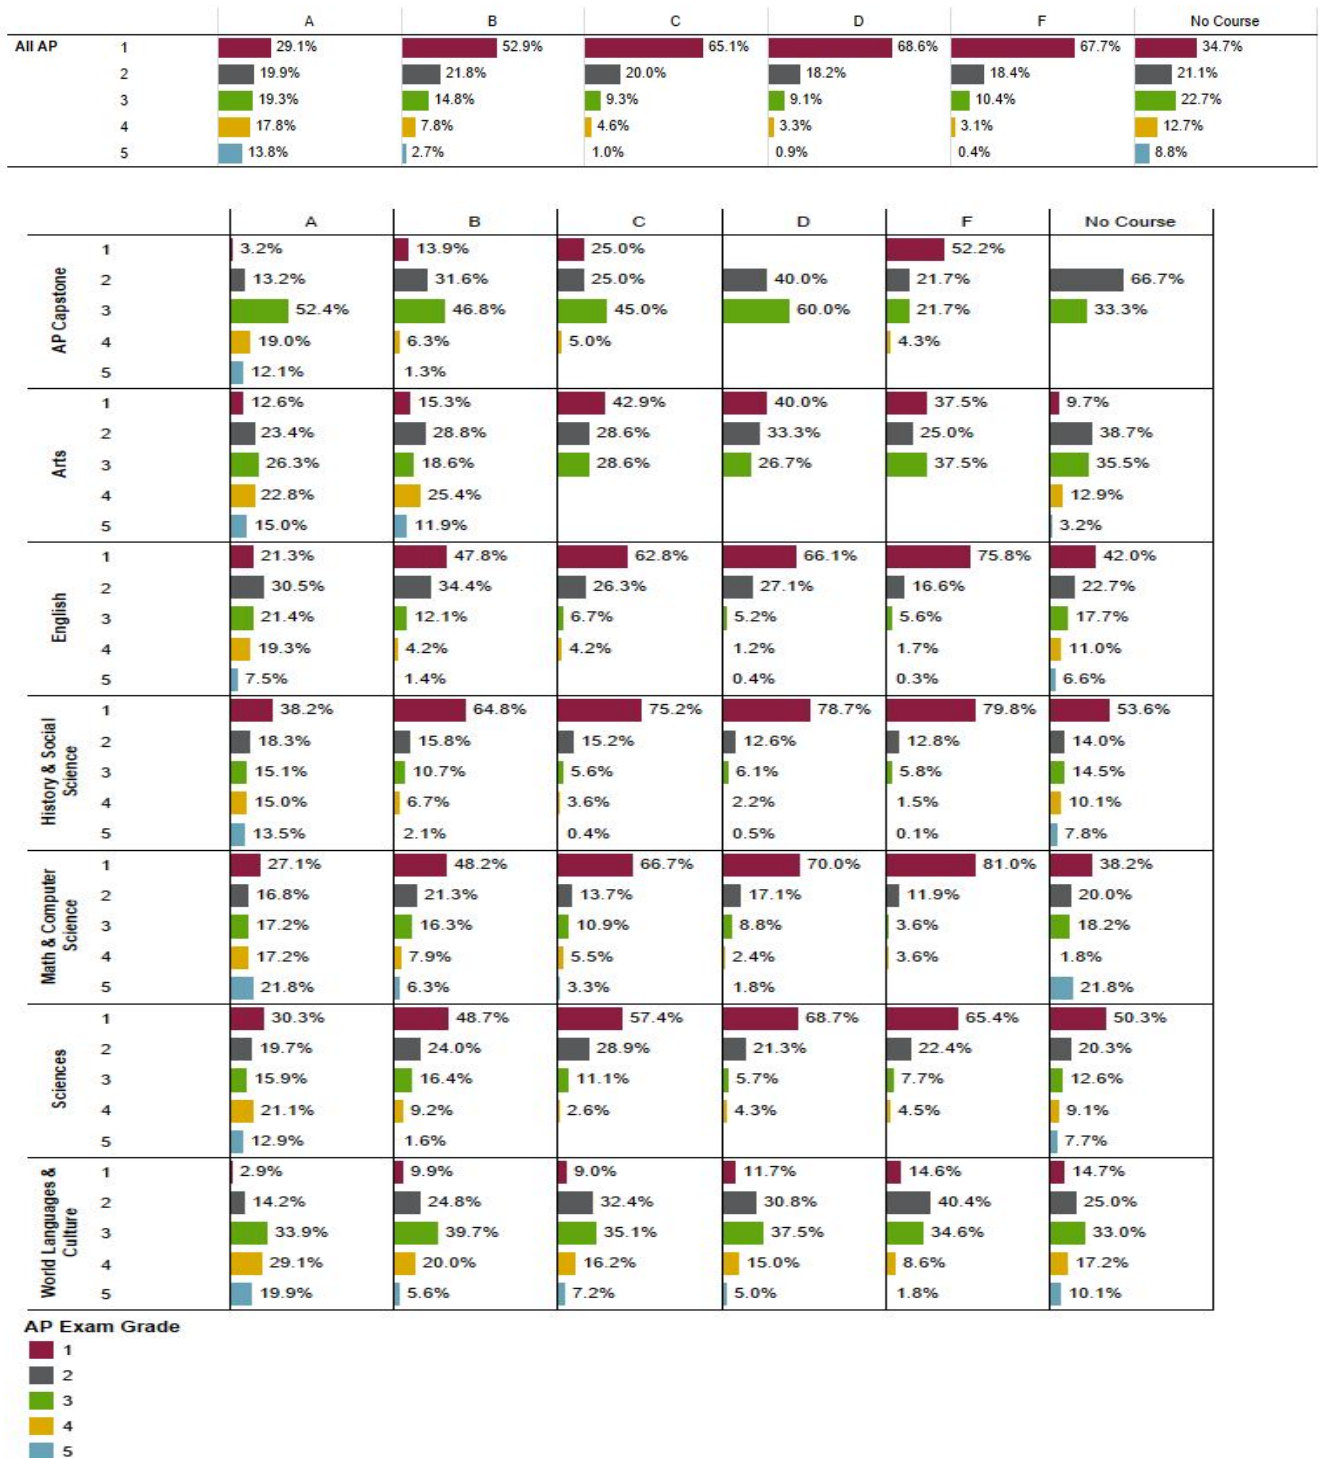 A B C D F No Course
All AP 1 29.1% 52.9% 65.1% 68.6% 67.7% 34.7%
2 19.9% 21.8% 20.0% 18.2% 18.4% 21.1%
3 19.3% 14.8% 9.3% 9.1% 10.4% 22.7%
4 17.8% 7.8% 4.6% 3.3% 3.1% 12.7%
5 13.8% 2.7% 1.0% 0.9% 0.4% 8.8%
A B C D F No Course
AP Capstone
1 3.2% 13.9% 25.0% 52.2%
2 13.2% 31.6% 25.0% 40.0% 21.7% 66.7%
3 52.4% 46.8% 45.0% 60.0% 21.7% 33.3%
4 19.0% 6.3% 5.0% 4.3%
5 12.1% 1.3%
Arts
1 12.6% 15.3% 42.9% 40.0% 37.5% 9.7%
2 23.4% 28.8% 28.6% 33.3% 25.0% 38.7%
3 26.3% 18.6% 28.6% 26.7% 37.5% 35.5%
4 22.8% 25.4% 12.9%
5 15.0% 11.9% 3.2%
English
1 21.3% 47.8% 62.8% 66.1% 75.8% 42.0%
2 30.5% 34.4% 26.3% 27.1% 16.6% 22.7%
3 21.4% 12.1% 6.7% 5.2% 5.6% 17.7%
4 19.3% 4.2% 4.2% 1.2% 1.7% 11.0%
5 7.5% 1.4% 0.4% 0.3% 6.6%
History & Social
Science
1 38.2% 64.8% 75.2% 78.7% 79.8% 53.6%
2 18.3% 15.8% 15.2% 12.6% 12.8% 14.0%
3 15.1% 10.7% 5.6% 6.1% 5.8% 14.5%
4 15.0% 6.7% 3.6% 2.2% 1.5% 10.1%
5 13.5% 2.1% 0.4% 0.5% 0.1% 7.8%
Math & Computer
Science
1 27.1% 48.2% 66.7% 70.0% 81.0% 38.2%
2 16.8% 21.3% 13.7% 17.1% 11.9% 20.0%
3 17.2% 16.3% 10.9% 8.8% 3.6% 18.2%
4 17.2% 7.9% 5.5% 2.4% 3.6% 1.8%
5 21.8% 6.3% 3.3% 1.8% 21.8%
Sciences
1 30.3% 48.7% 57.4% 68.7% 65.4% 50.3%
2 19.7% 24.0% 28.9% 21.3% 22.4% 20.3%
3 15.9% 16.4% 11.1% 5.7% 7.7% 12.6%
4 21.1% 9.2% 2.6% 4.3% 4.5% 9.1%
5 12.9% 1.6% 7.7%
World Languages &
Culture
1 2.9% 9.9% 9.0% 11.7% 14.6% 14.7%
2 14.2% 24.8% 32.4% 30.8% 40.4% 25.0%
3 33.9% 39.7% 35.1% 37.5% 34.6% 33.0%
4 29.1% 20.0% 16.2% 15.0% 8.6% 17.2%
5 19.9% 5.6% 7.2% 5.0% 1.8% 10.1%
AP Exam Grade
1
2
3
4
5